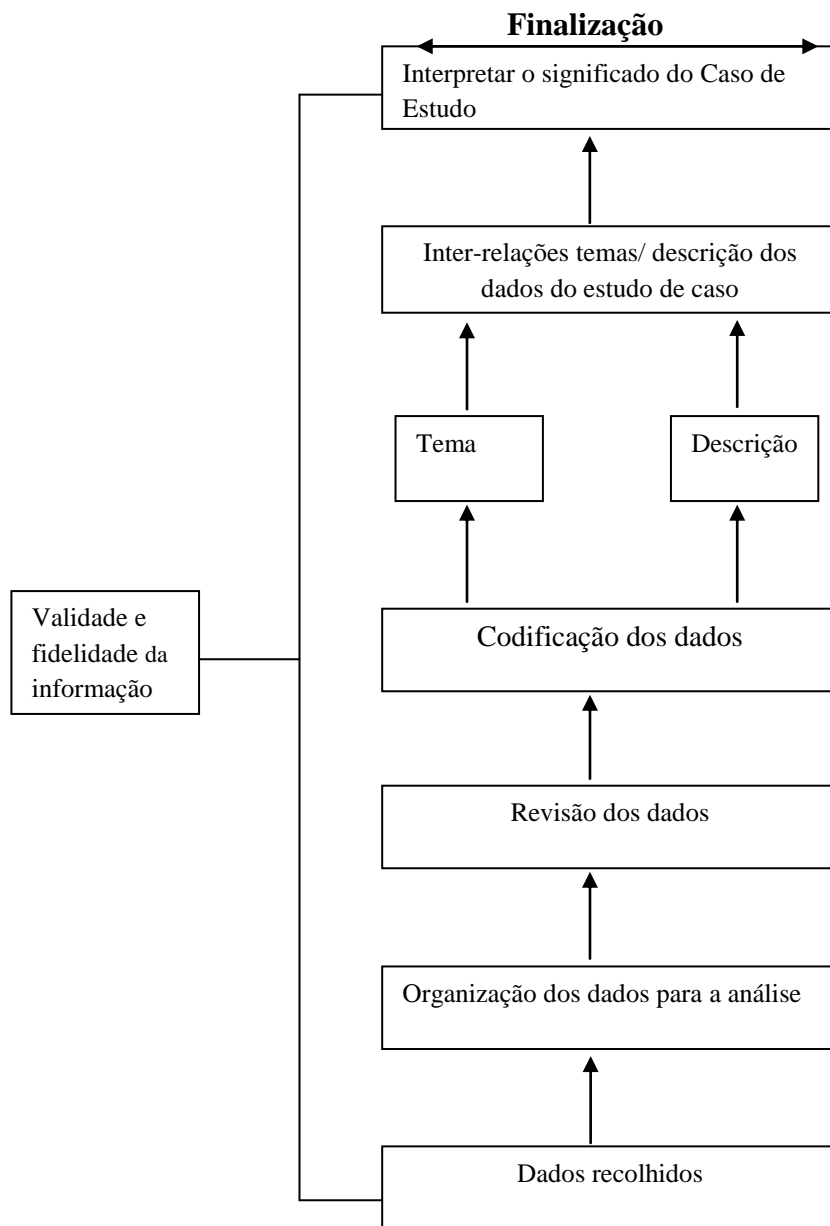 Finalização
Interpretar o significado do Caso de
Estudo
Inter-relações temas/ descrição dos
dados do estudo de caso
Tema
Descrição
Validade e
fidelidade da
informação
Codificação dos dados
Revisão dos dados
Organização dos dados para a análise
Dados recolhidos